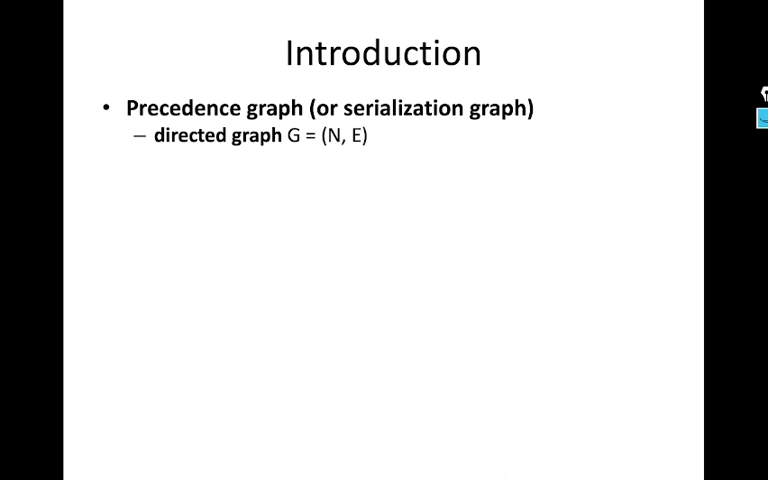 Introduction
• Precedence graph (or serialization graph)
– directed graph G = (N, E)